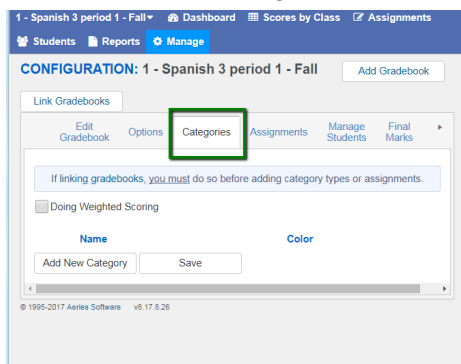 1 - Spanish 3 period 1 - Fall Dashboard Scores by Class Assignments
Students Reports Manage
CONFIGURATION: 1 - Spanish 3 period 1 - Fall Add Gradebook
Link Gradebooks
Edit Gradebook Options Categories Assignments Manage Students Final Marks
If linking gradebooks, you must do so before adding category types or assignments.
Doing Weighted Scoring
Name Color
Add New Category Save
© 1995-2017 Aeries Software v8.17.8.26